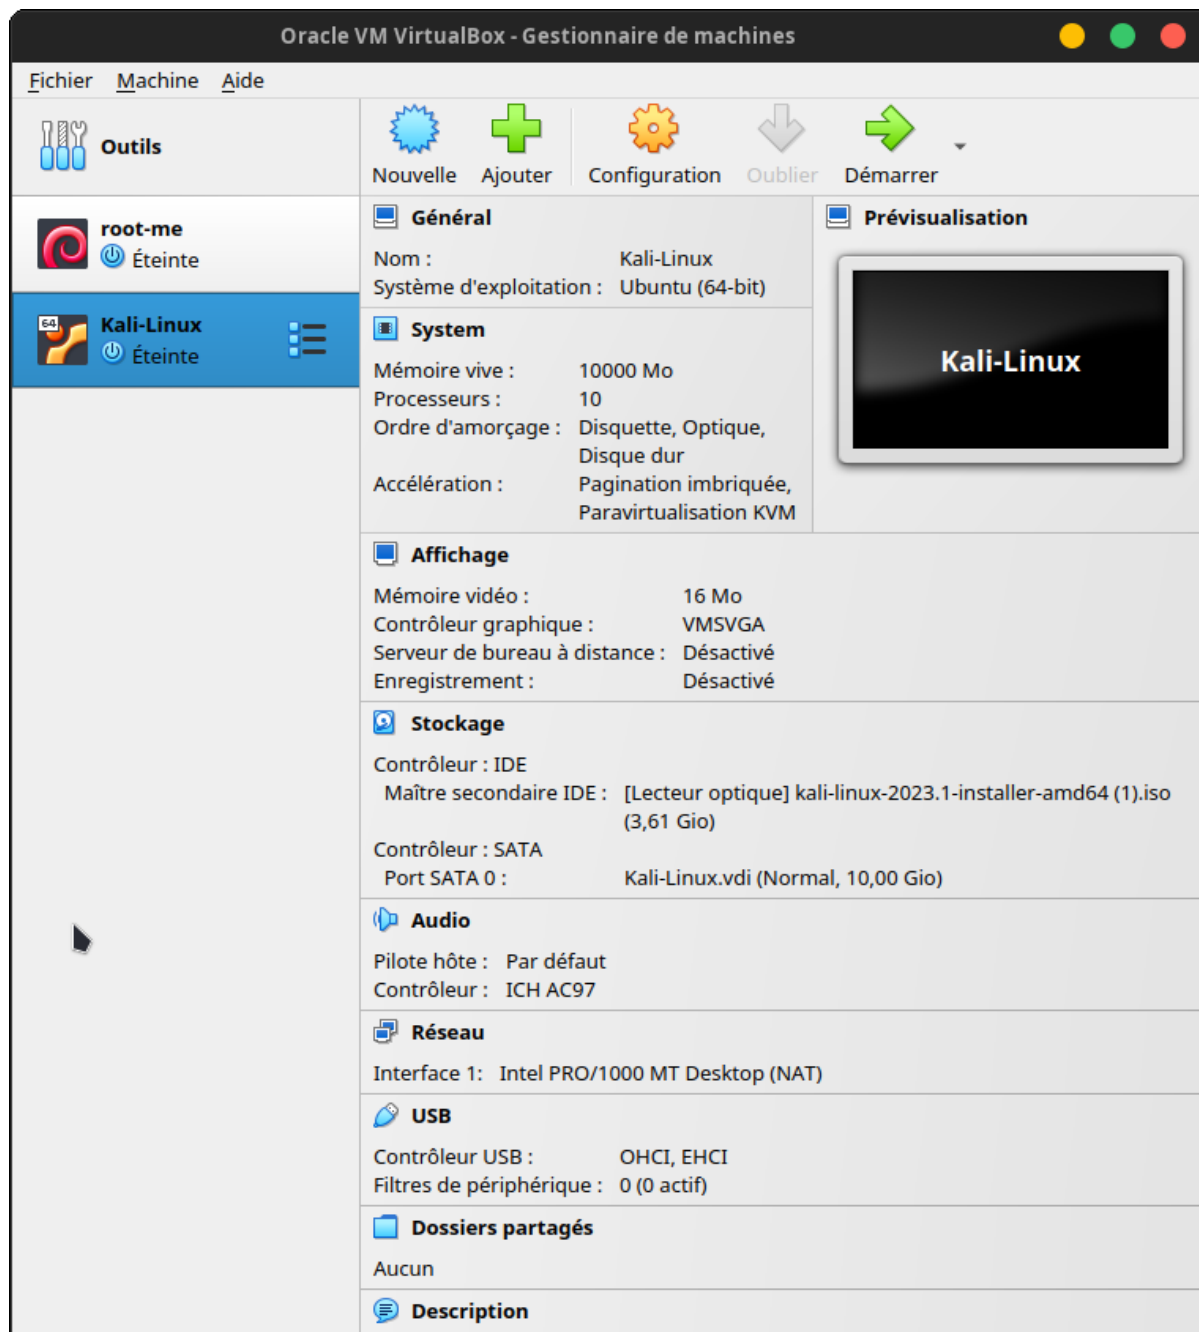 Oracle VM VirtualBox - Gestionnaire de machines
Fichier Machine Aide
Outils
Nouvelle Ajouter Configuration Oublier Démarrer
root-me
Éteinte
64
Kali-Linux
Éteinte
Général
Nom : Kali-Linux
Système d'exploitation : Ubuntu (64-bit)
System
Mémoire vive : 10000 Mo
Processeurs : 10
Ordre d'amorçage : Disquette, Optique,
Disque dur
Accélération : Pagination imbriquée,
Paravirtualisation KVM
Prévisualisation
Kali-Linux
Affichage
Mémoire vidéo : 16 Mo
Contrôleur graphique : VMSVGA
Serveur de bureau à distance : Désactivé
Enregistrement : Désactivé
Stockage
Contrôleur : IDE
Maître secondaire IDE : [Lecteur optique] kali-linux-2023.1-installer-amd64 (1).iso
(3,61 Gio)
Contrôleur : SATA
Port SATA 0 : Kali-Linux.vdi (Normal, 10,00 Gio)
Audio
Pilote hôte : Par défaut
Contrôleur : ICH AC97
Réseau
Interface 1: Intel PRO/1000 MT Desktop (NAT)
USB
Contrôleur USB : OHCI, EHCI
Filtres de périphérique : 0 (0 actif)
Dossiers partagés
Aucun
Description